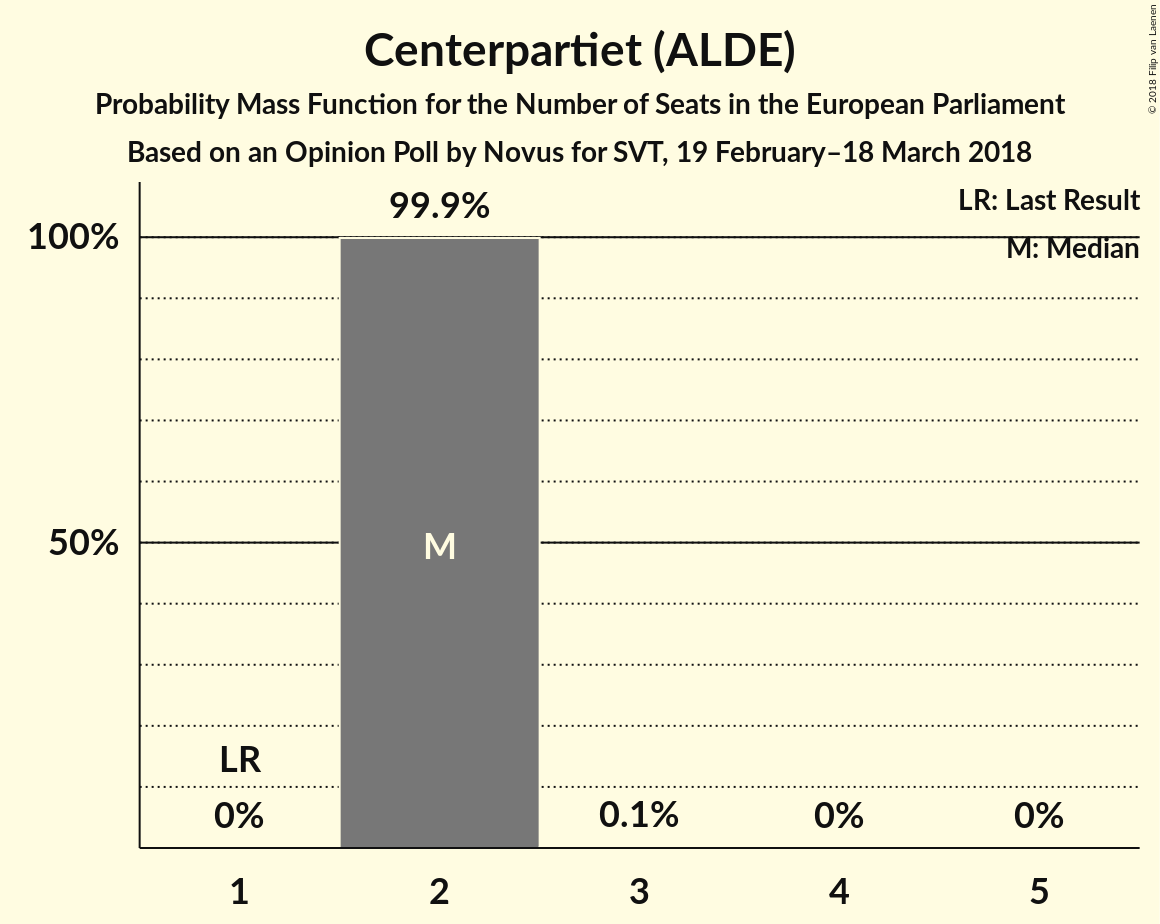 Centerpartiet (ALDE)
Probability Mass Function for the Number of Seats in the European Parliament
Based on an Opinion Poll by Novus for SVT, 19 February–18 March 2018
© 2018 Filip van Laenen
LR: Last Result
M: Median
99.9%
100%
50%
M
LR
0%
0.1%
0%
0%
1 2 3 4 5